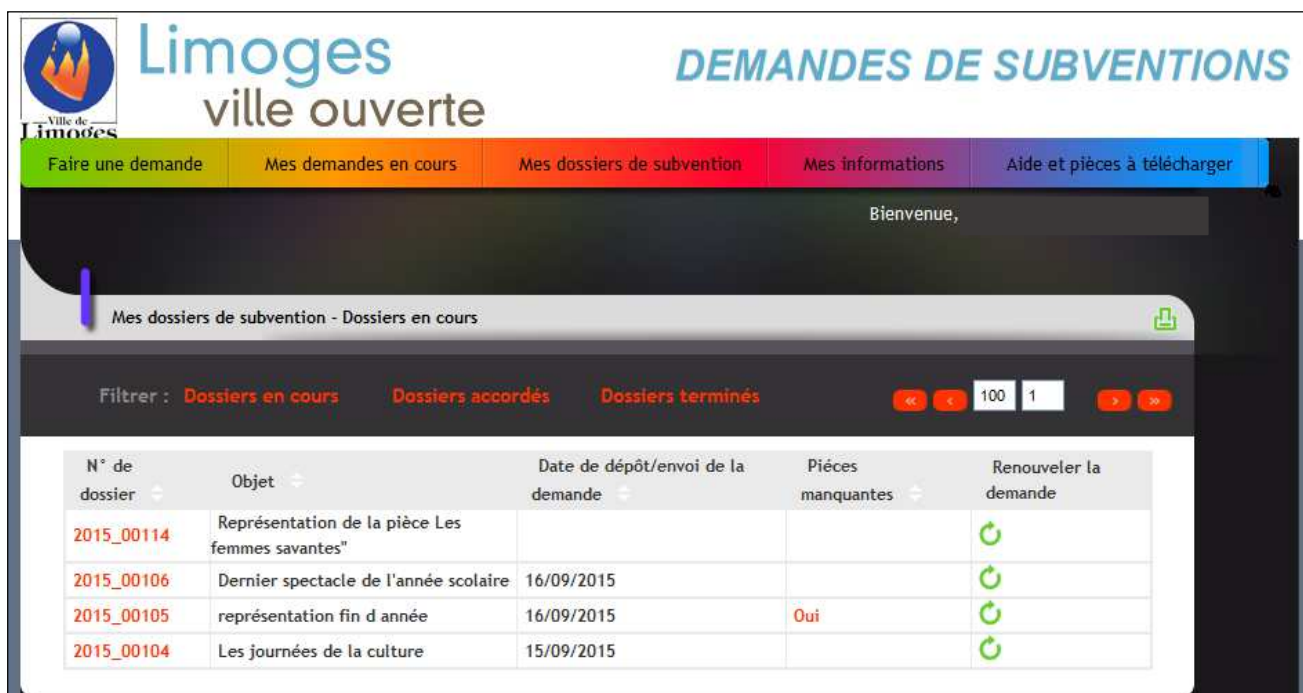 Limoges
ville ouverte
Ville de
Limoges
DEMANDES DE SUBVENTIONS
Faire une demande Mes demandes en cours Mes dossiers de subvention Mes informations Aide et pièces à télécharger
Bienvenue,
Mes dossiers de subvention - Dossiers en cours
Filtrer : Dossiers en cours Dossiers accordés Dossiers terminés « ‹ 100 1 › »
N° de dossier Objet Date de dépôt/envoi de la demande Piéces manquantes Renouveler la demande
2015_00114 Représentation de la pièce Les femmes savantes"
2015_00106 Dernier spectacle de l'année scolaire 16/09/2015
2015_00105 représentation fin d année 16/09/2015 Oui
2015_00104 Les journées de la culture 15/09/2015